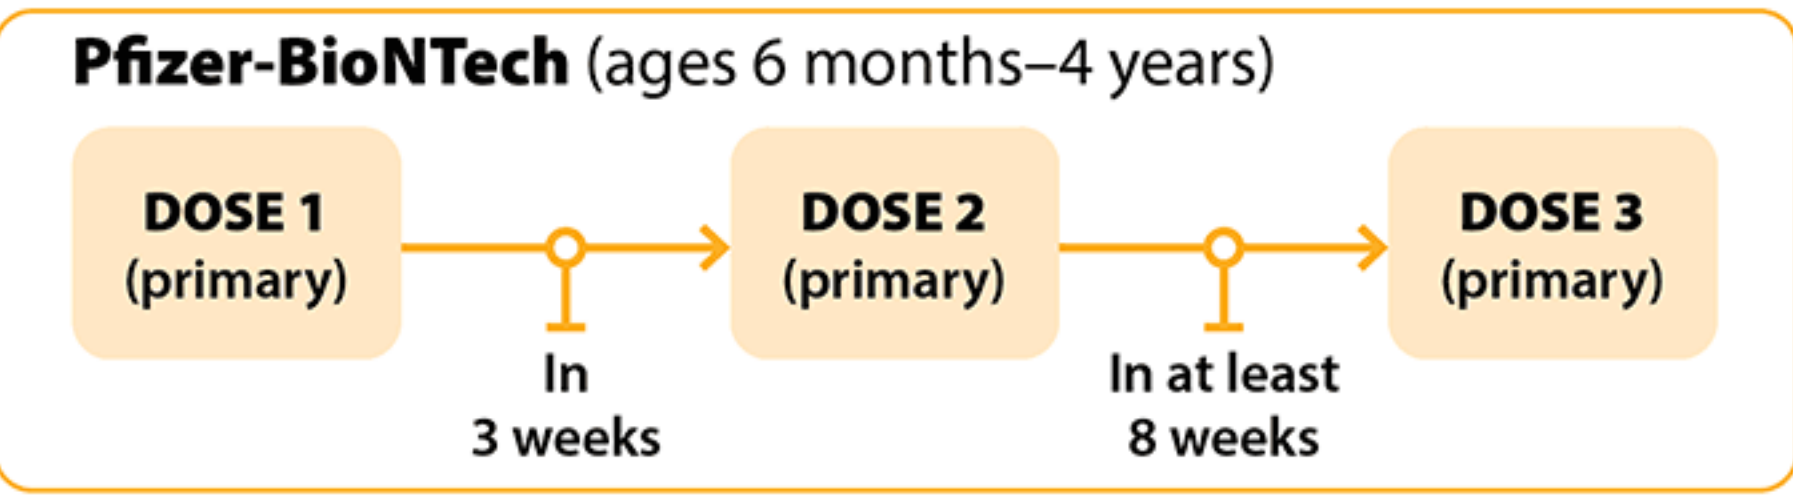 Pfizer-BioNTech (ages 6 months–4 years)
DOSE 1
(primary)
In
3 weeks
DOSE 2
(primary)
In at least
8 weeks
DOSE 3
(primary)